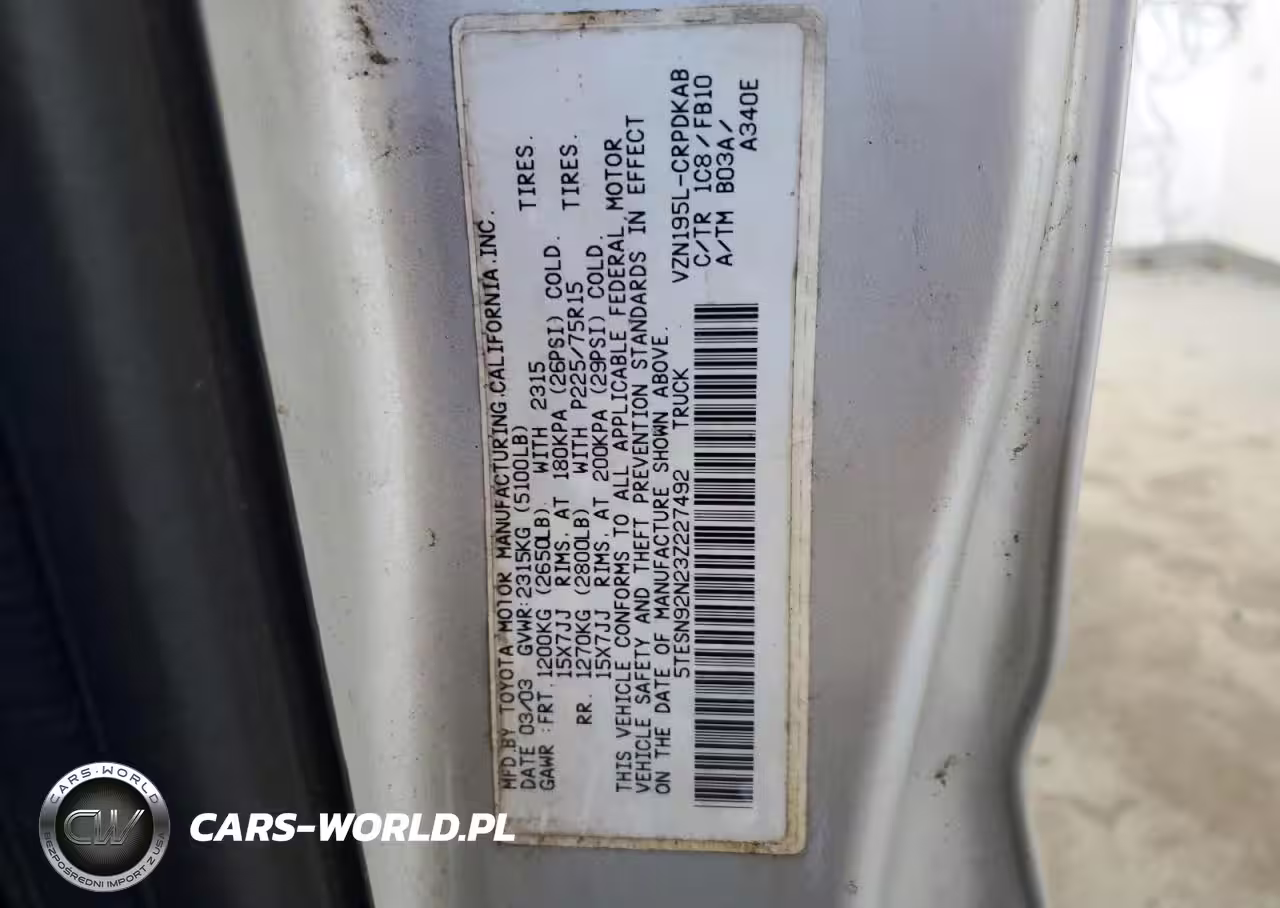 MFD.BY TOYOTA MOTOR MANUFACTURING.CALIFORNIA.INC.
DATE 03/03 GVWR:2315KG (5100LB)
GAWR :FRT.1200KG (2650LB). WITH 2315 TIRES.
15X7JJ RIMS. AT 180KPA (26PSI) COLD.
RR. 1270KG (2800LB) WITH P225/75R15 TIRES.
15X7JJ RIMS. AT 200KPA (29PSI) COLD.
THIS VEHICLE CONFORMS TO ALL APPLICABLE FEDERAL MOTOR
VEHICLE SAFETY AND THEFT PREVENTION STANDARDS IN EFFECT
ON THE DATE OF MANUFACTURE SHOWN ABOVE.
5TESN92N23Z227492 TRUCK
VZN195L-CRPDKAB
C/TR 1C8/FB10
A/TM B03A/
A340E
CARS-WORLD
CW
BEZPOŚREDNI IMPORT Z USA
CARS-WORLD.PL